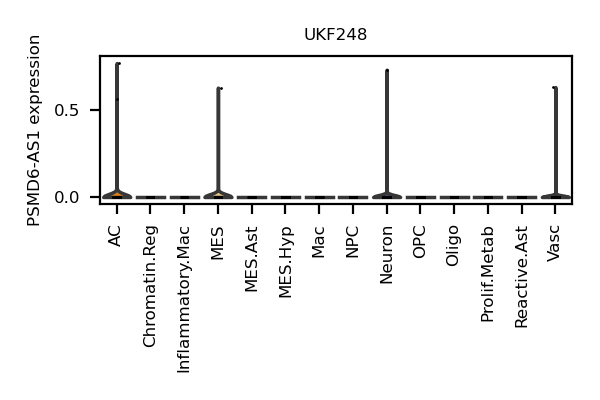 UKF248
PSMD6-AS1 expression
0.5
0.0
AC
Chromatin.Reg
Inflammatory.Mac
MES
MES.Ast
MES.Hyp
Mac
NPC
Neuron
OPC
Oligo
Prolif.Metab
Reactive.Ast
Vasc